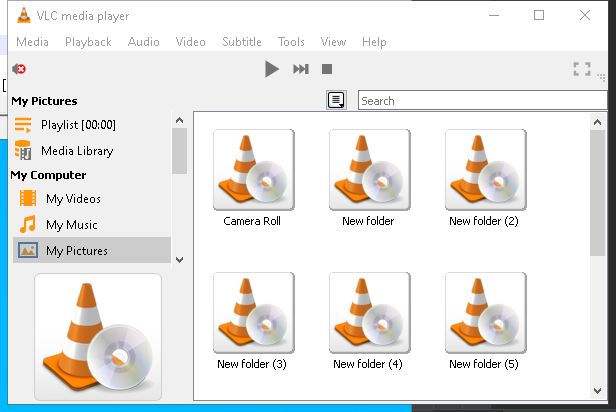 VLC media player
Media Playback Audio Video Subtitle Tools View Help
Search
My Pictures
Playlist [00:00]
Media Library
My Computer
My Videos
My Music
My Pictures
Camera Roll
New folder
New folder (2)
New folder (3)
New folder (4)
New folder (5)